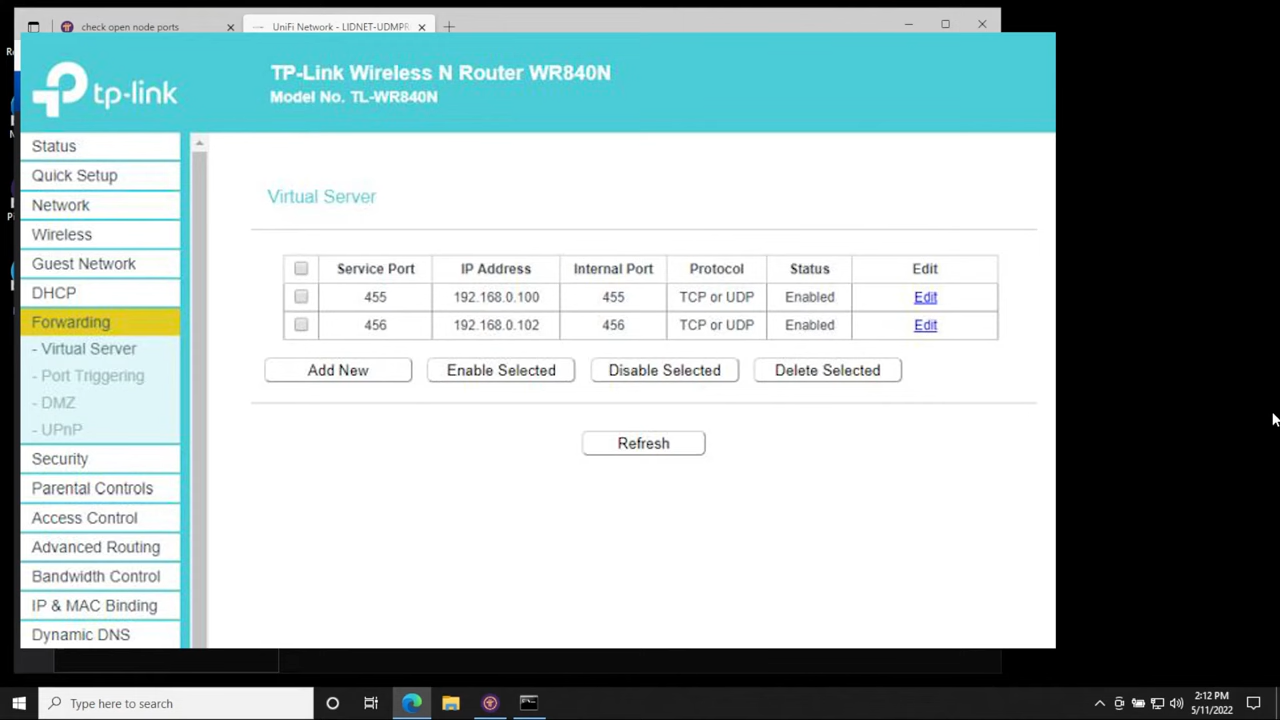 check open node ports
UniFi Network - LIDNET-UDMPR
TP-Link Wireless N Router WR840N
Model No. TL-WR840N
tp-link
Status
Quick Setup
Network
Wireless
Guest Network
DHCP
Forwarding
- Virtual Server
- Port Triggering
- DMZ
- UPnP
Security
Parental Controls
Access Control
Advanced Routing
Bandwidth Control
IP & MAC Binding
Dynamic DNS
Virtual Server
Service Port IP Address Internal Port Protocol Status Edit
455 192.168.0.100 455 TCP or UDP Enabled Edit
456 192.168.0.102 456 TCP or UDP Enabled Edit
Add New Enable Selected Disable Selected Delete Selected
Refresh
Type here to search
2:12 PM
5/11/2022